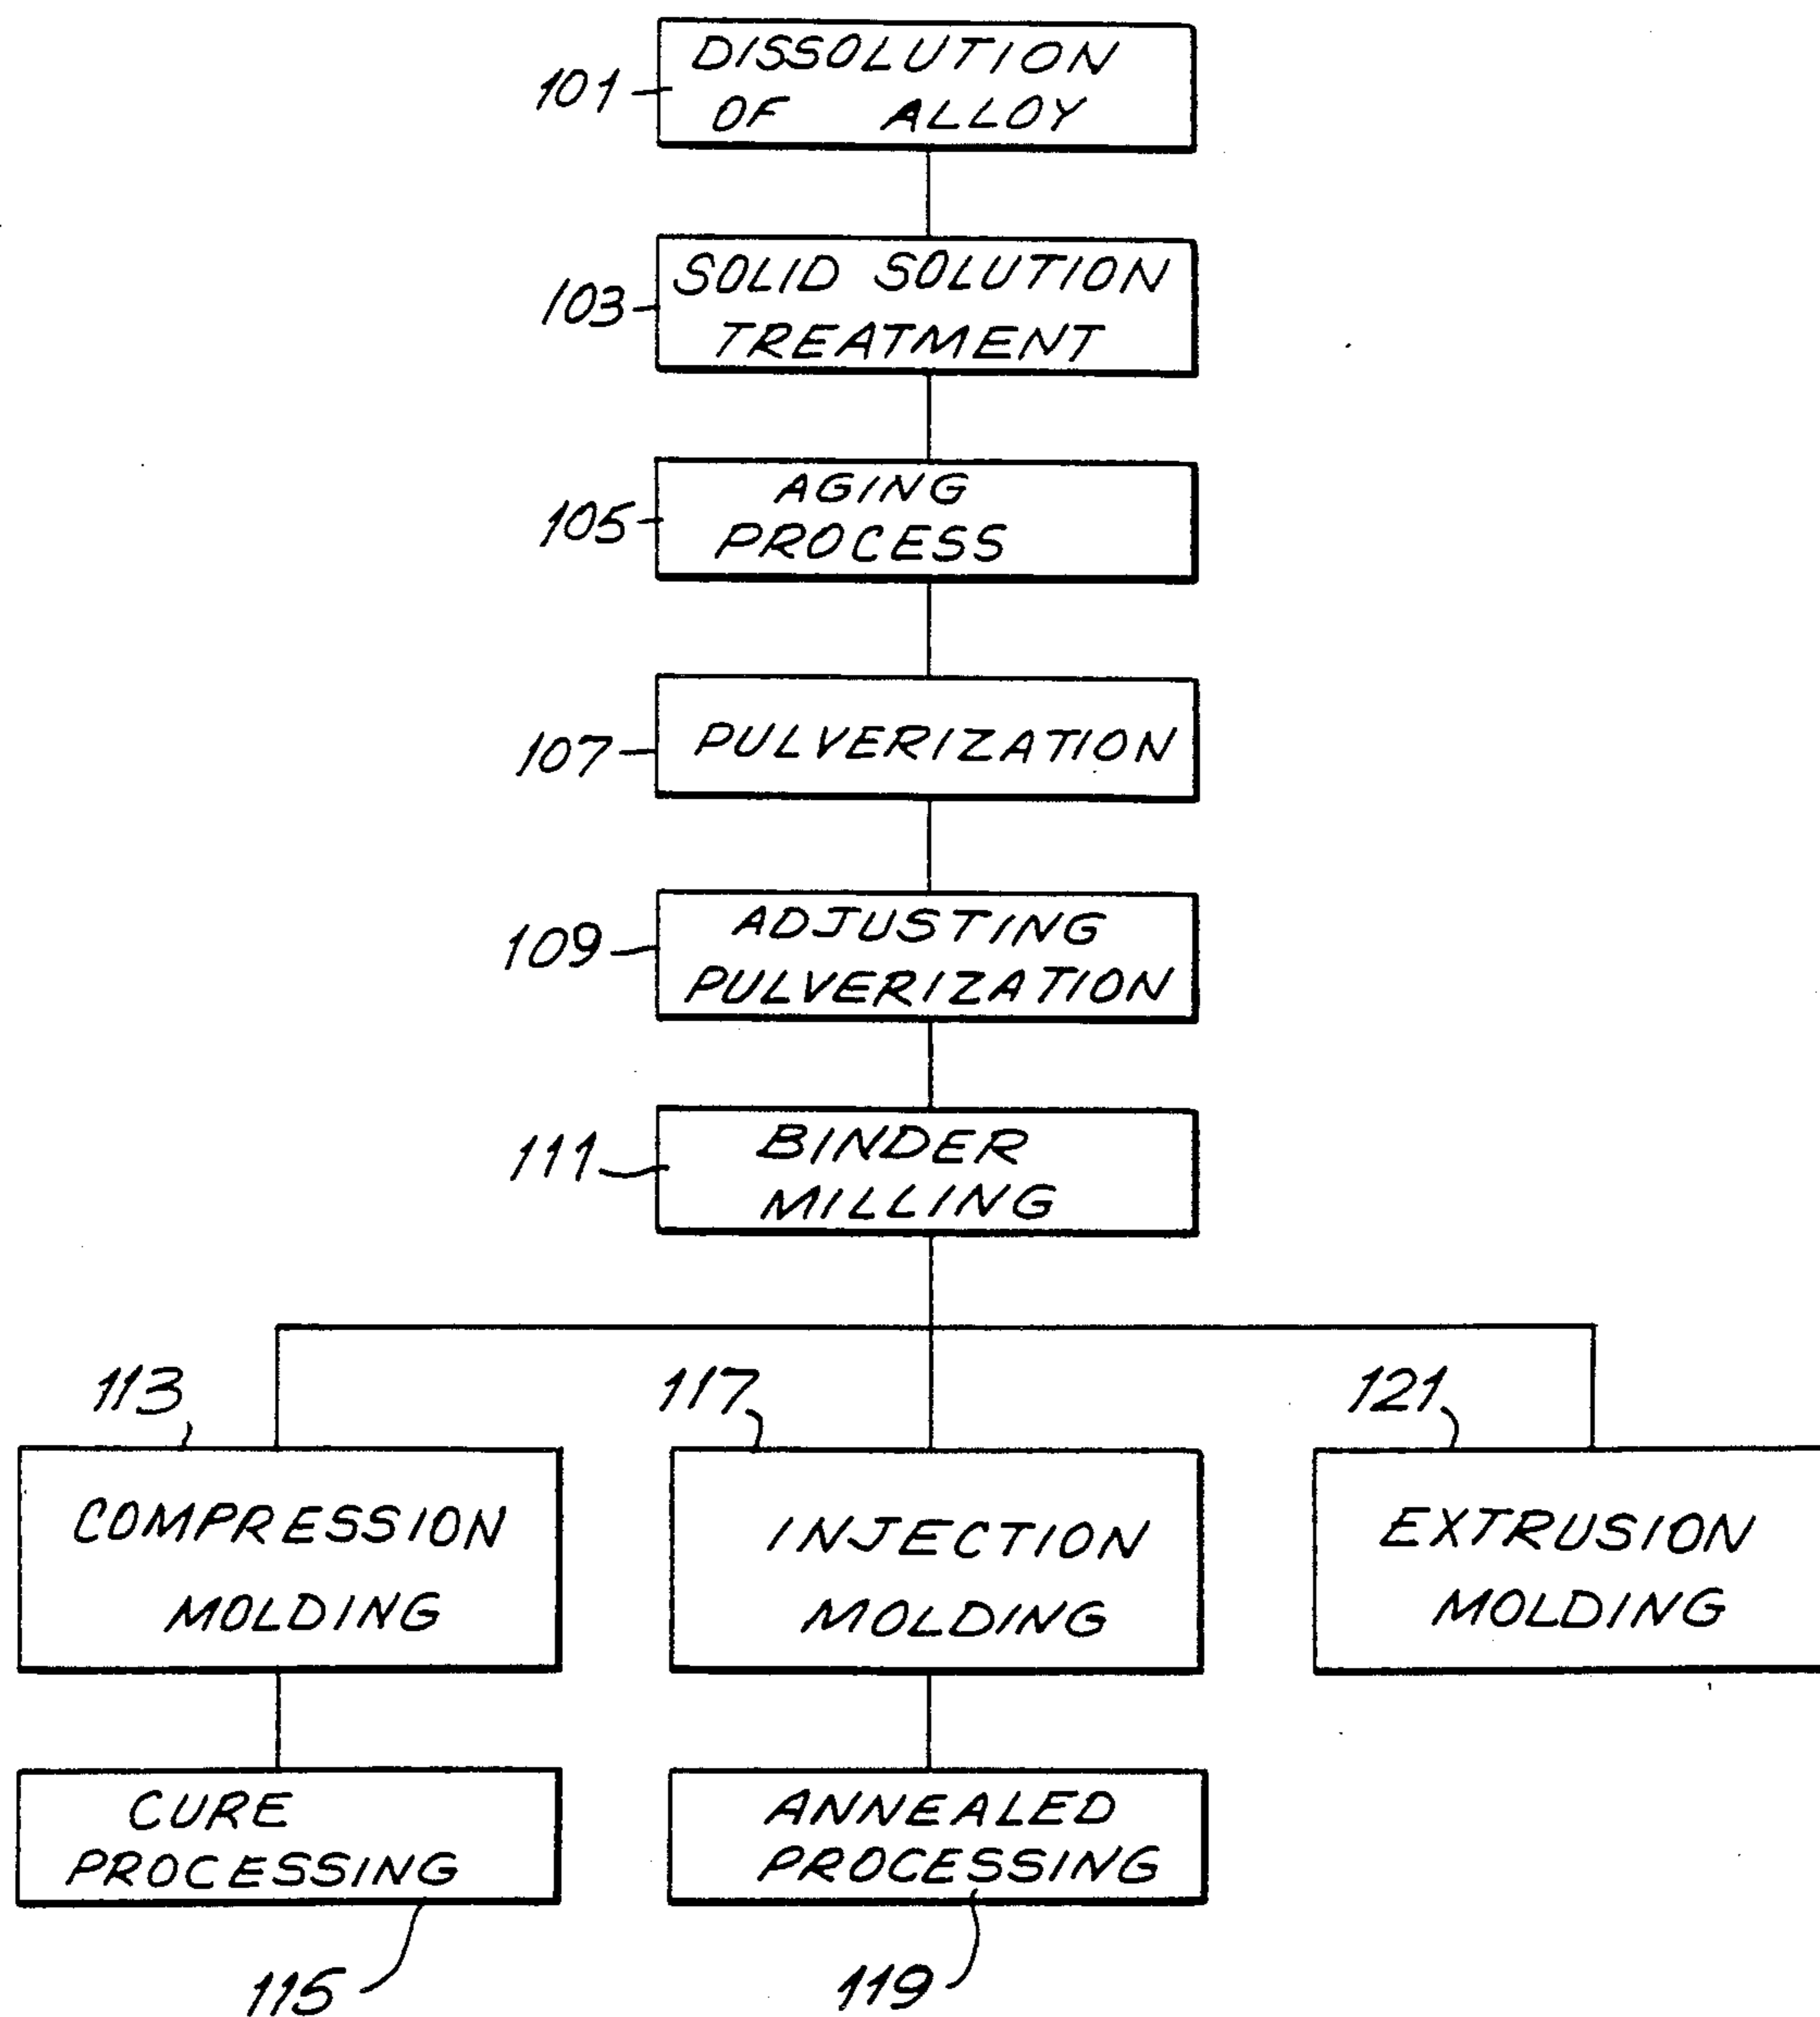 DISSOLUTION
101 OF ALLOY
SOLID SOLUTION
103 TREATMENT
AGING
105 PROCESS
107 PULVERIZATION
ADJUSTING
109 PULVERIZATION
BINDER
111 MILLING
113 117 121
COMPRESSION
MOLDING
INJECTION
MOLDING
EXTRUSION
MOLDING
CURE
PROCESSING
ANNEALED
PROCESSING
115 119